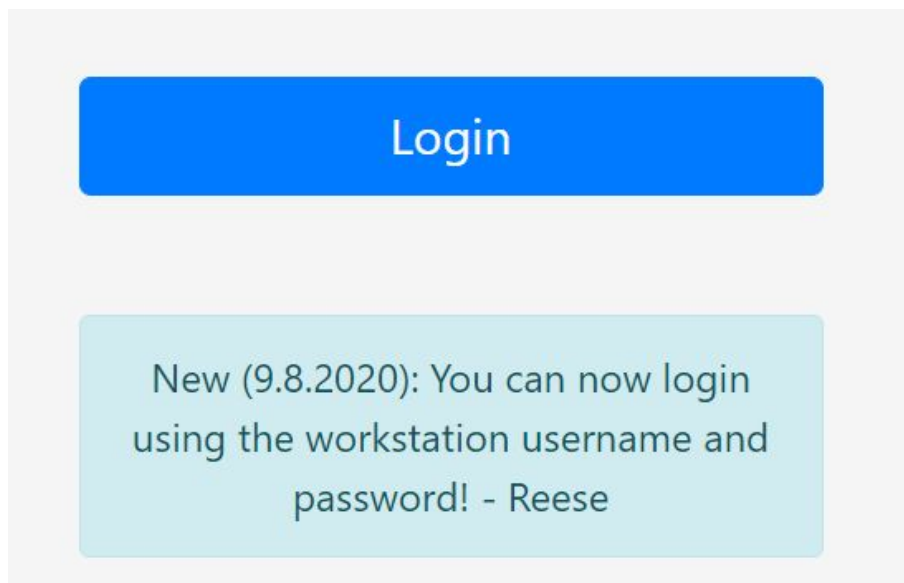 Login
New (9.8.2020): You can now login
using the workstation username and
password! - Reese